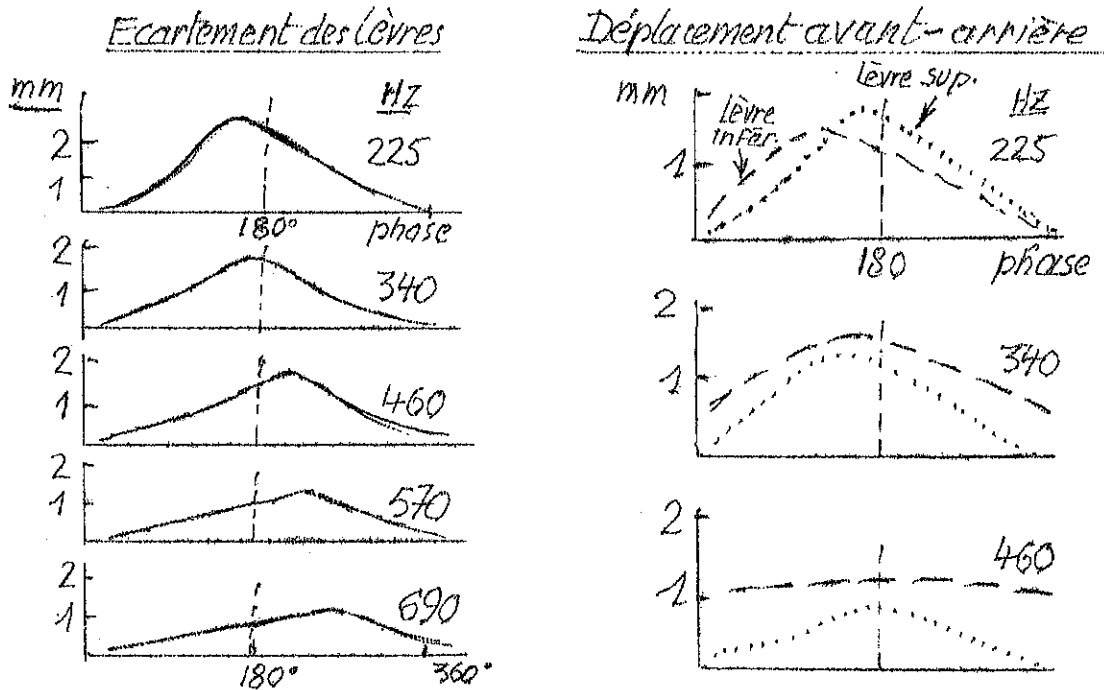 Ecartement des lèvres
mm
HZ
2
225
1
180°
phase
2
340
1
2
460
1
2
570
1
2
690
1
180°
360°
Déplacement avant-arrière
mm
lèvre sup.
HZ
lèvre
infér.
225
1
180
phase
2
340
1
2
460
1